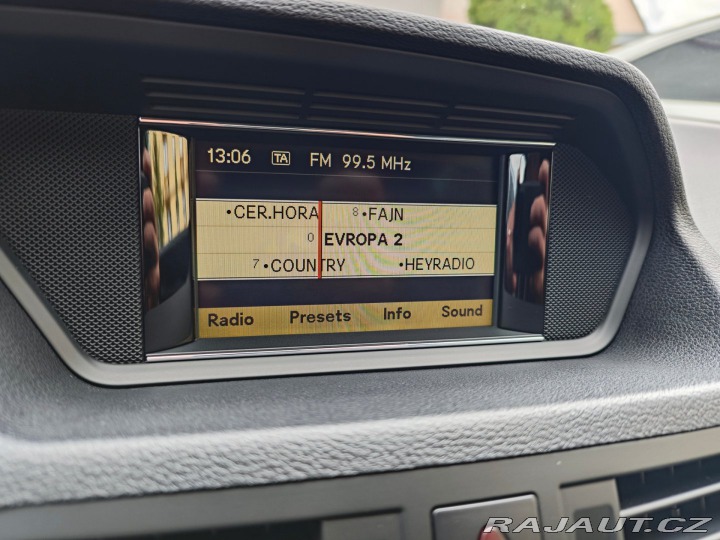 13:06 TA FM 99.5 MHz
•CER.HORA 8•FAJN
0 EVROPA 2
7•COUNTRY •HEYRADIO
Radio Presets Info Sound
RAJAUT.CZ